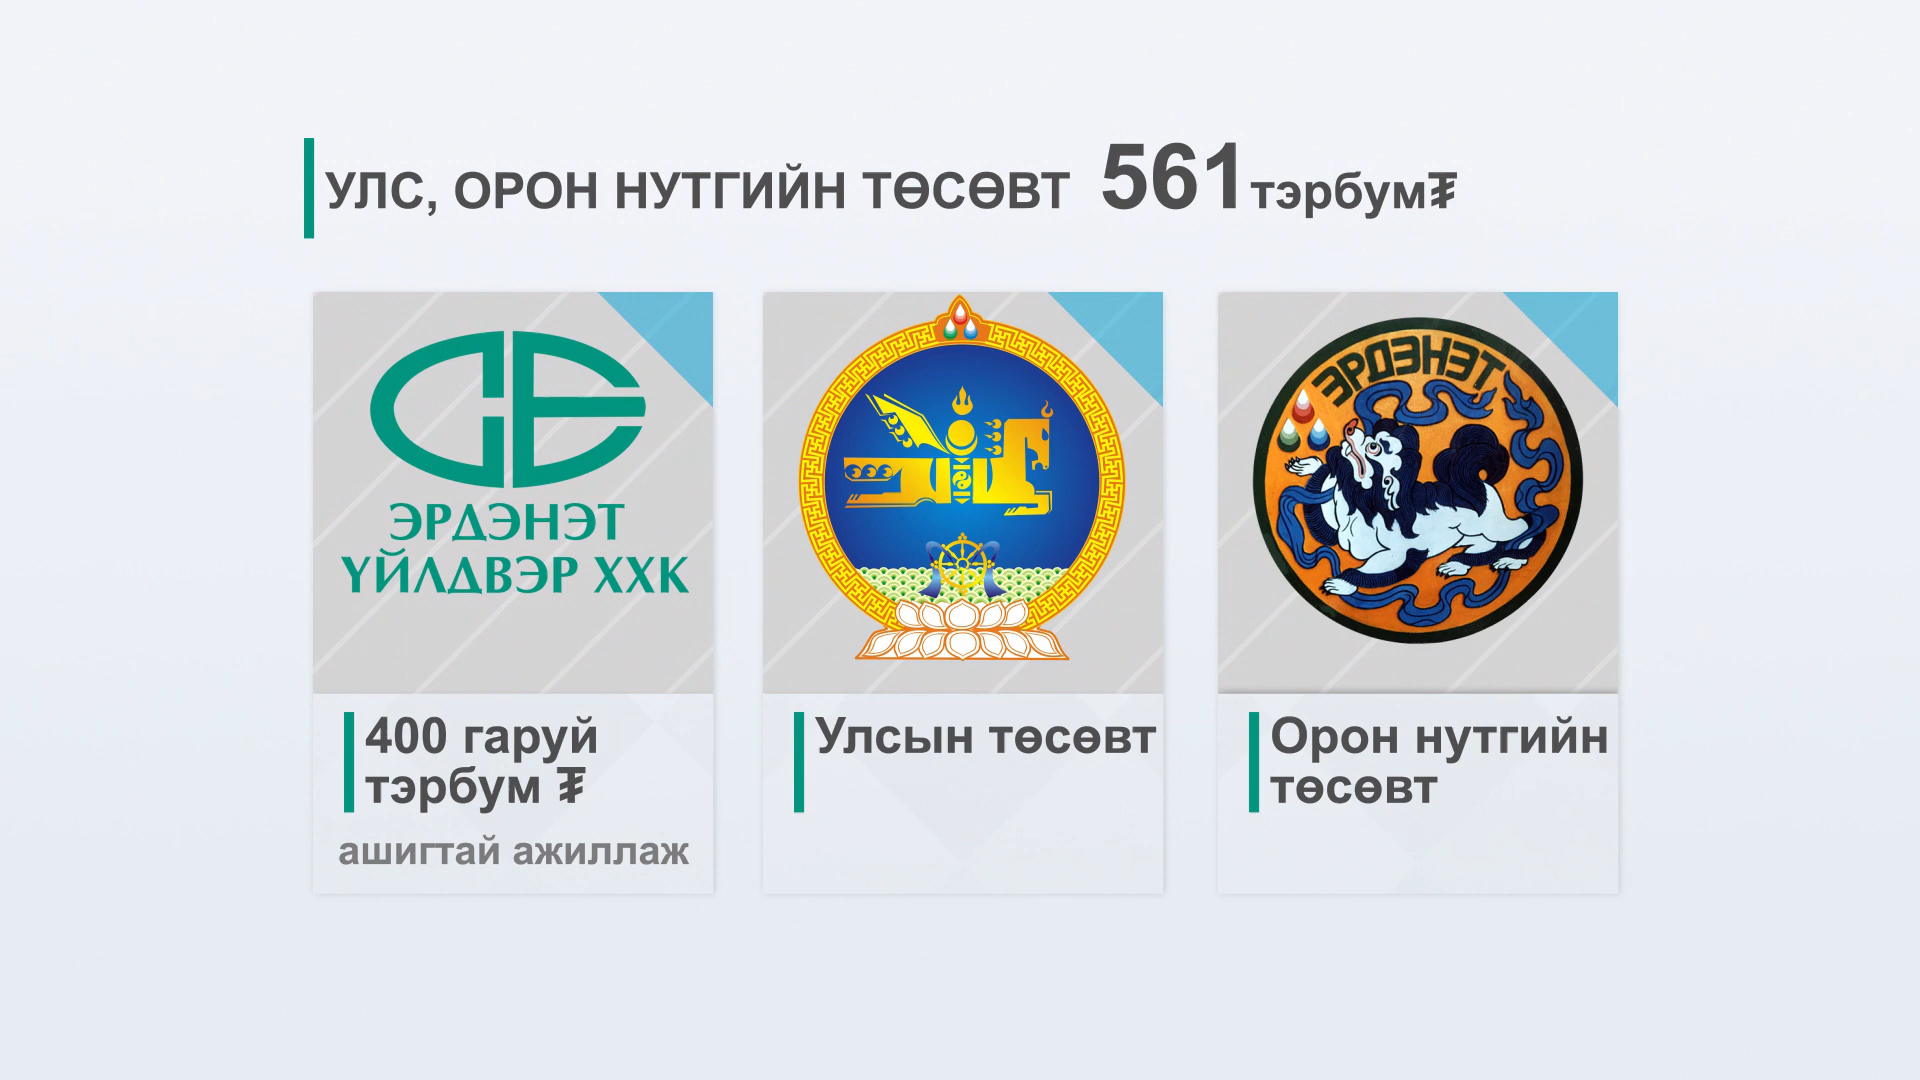 УЛС, ОРОН НУТГИЙН ТӨСӨВТ 561 тэрбум₮
ЭРДЭНЭТ
ҮЙЛДВЭР ХХК
400 гаруй
тэрбум ₮
ашигтай ажиллаж
Улсын төсөвт
ЭРДЭНЭТ
Орон нутгийн
төсөвт